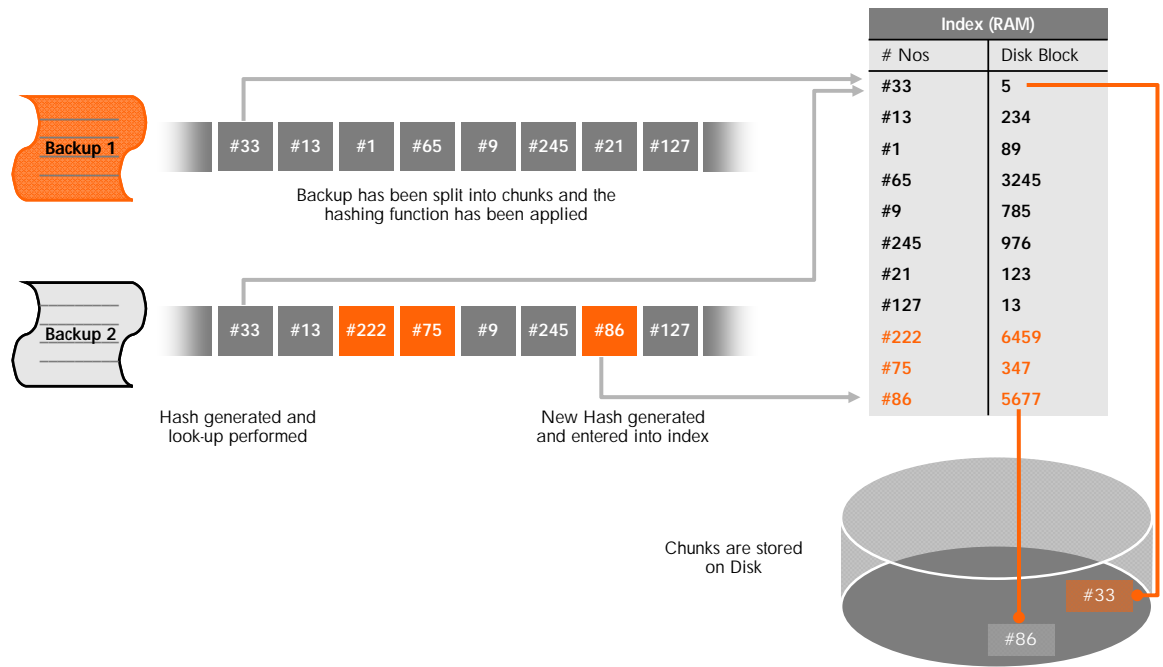 Index (RAM)
# Nos Disk Block
#33 5
#13 234
#1 89
#65 3245
#9 785
#245 976
#21 123
#127 13
#222 6459
#75 347
#86 5677
Backup 1
#33 #13 #1 #65 #9 #245 #21 #127
Backup has been split into chunks and the
hashing function has been applied
Backup 2
#33 #13 #222 #75 #9 #245 #86 #127
Hash generated and
look-up performed
New Hash generated
and entered into index
Chunks are stored
on Disk
#33
#86